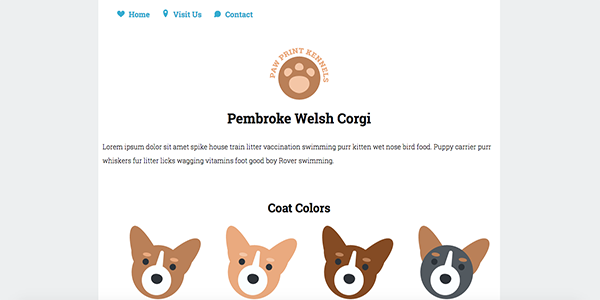 Home Visit Us Contact
PAW PRINT KENNELS
Pembroke Welsh Corgi
Lorem ipsum dolor sit amet spike house train litter vaccination swimming purr kitten wet nose bird food. Puppy carrier purr
whiskers fur litter licks wagging vitamins foot good boy Rover swimming.
Coat Colors